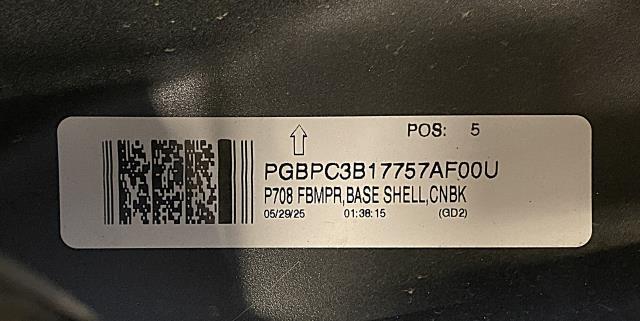 POS: 5
PGBPC3B17757AF00U
P708 FBMPR,BASE SHELL,CNBK
05/29/25 01:38:15 (GD2)